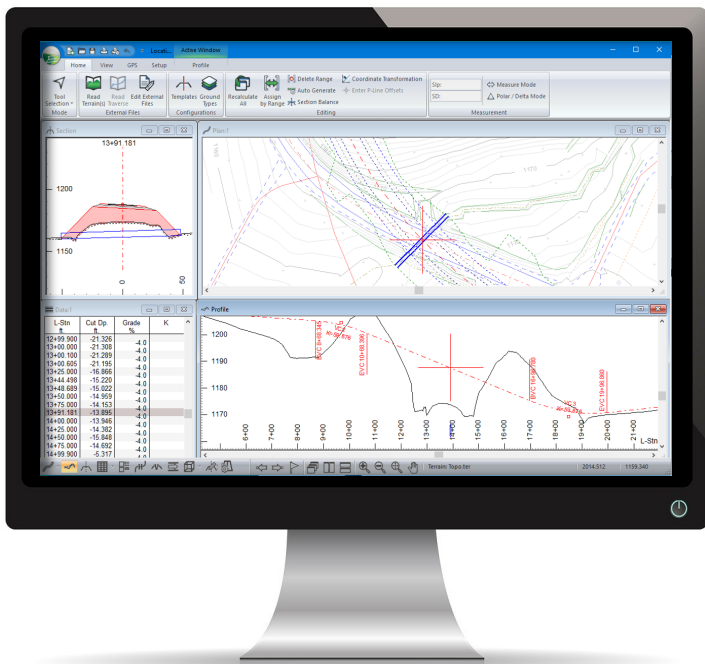 Locati... Active Window
Home View GPS Setup Profile
Tool Selection
Read Terrain(s)
Read Traverse
Edit External Files
Templates
Ground Types
Recalculate All
Assign by Range
Delete Range
Auto Generate
Section Balance
Coordinate Transformation
Enter P-Line Offsets
Slp:
SD:
Measure Mode
Polar / Delta Mode
Mode External Files Configurations Editing Measurement
Section
13+91.181
1200
1150
0
50
Plan:1
1170
Data:1
L-Stn Cut Dp. Grade K
ft. ft. %
12+99.900 -21.326
-4.0
13+00.000 -21.308
-4.0
13+00.100 -21.289
-4.0
13+00.605 -21.195
-4.0
13+25.000 -16.866
-4.0
13+44.498 -15.220
-4.0
13+48.689 -15.022
-4.0
13+50.000 -14.959
-4.0
13+75.000 -14.153
-4.0
13+91.181 -13.895
-4.0
14+00.000 -13.946
-4.0
14+25.000 -14.382
-4.0
14+50.000 -15.848
-4.0
14+75.000 -14.692
-4.0
14+99.900 -5.317
Profile
1200
1190
1180
1170
6+00 7+00 8+00 9+00 10+00 11+00 12+00 13+00 14+00 15+00 16+00 17+00 18+00 19+00 20+00 21+00
L-Stn
Terrain: Topo.ter
2014.512 1159.340